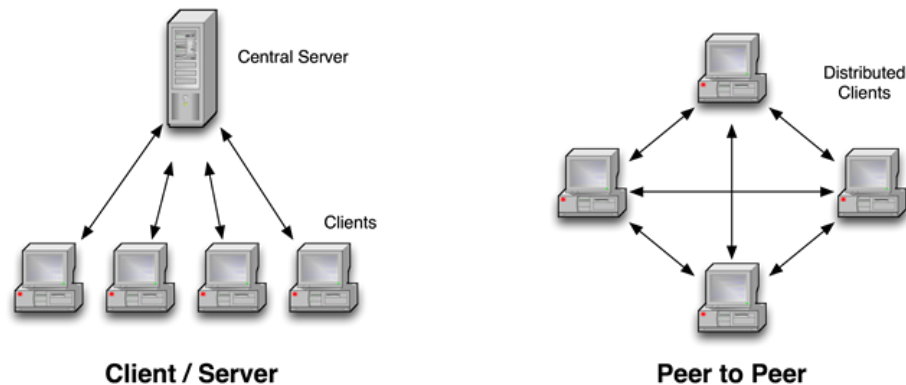 Central Server
Clients
Client / Server
Distributed
Clients
Peer to Peer